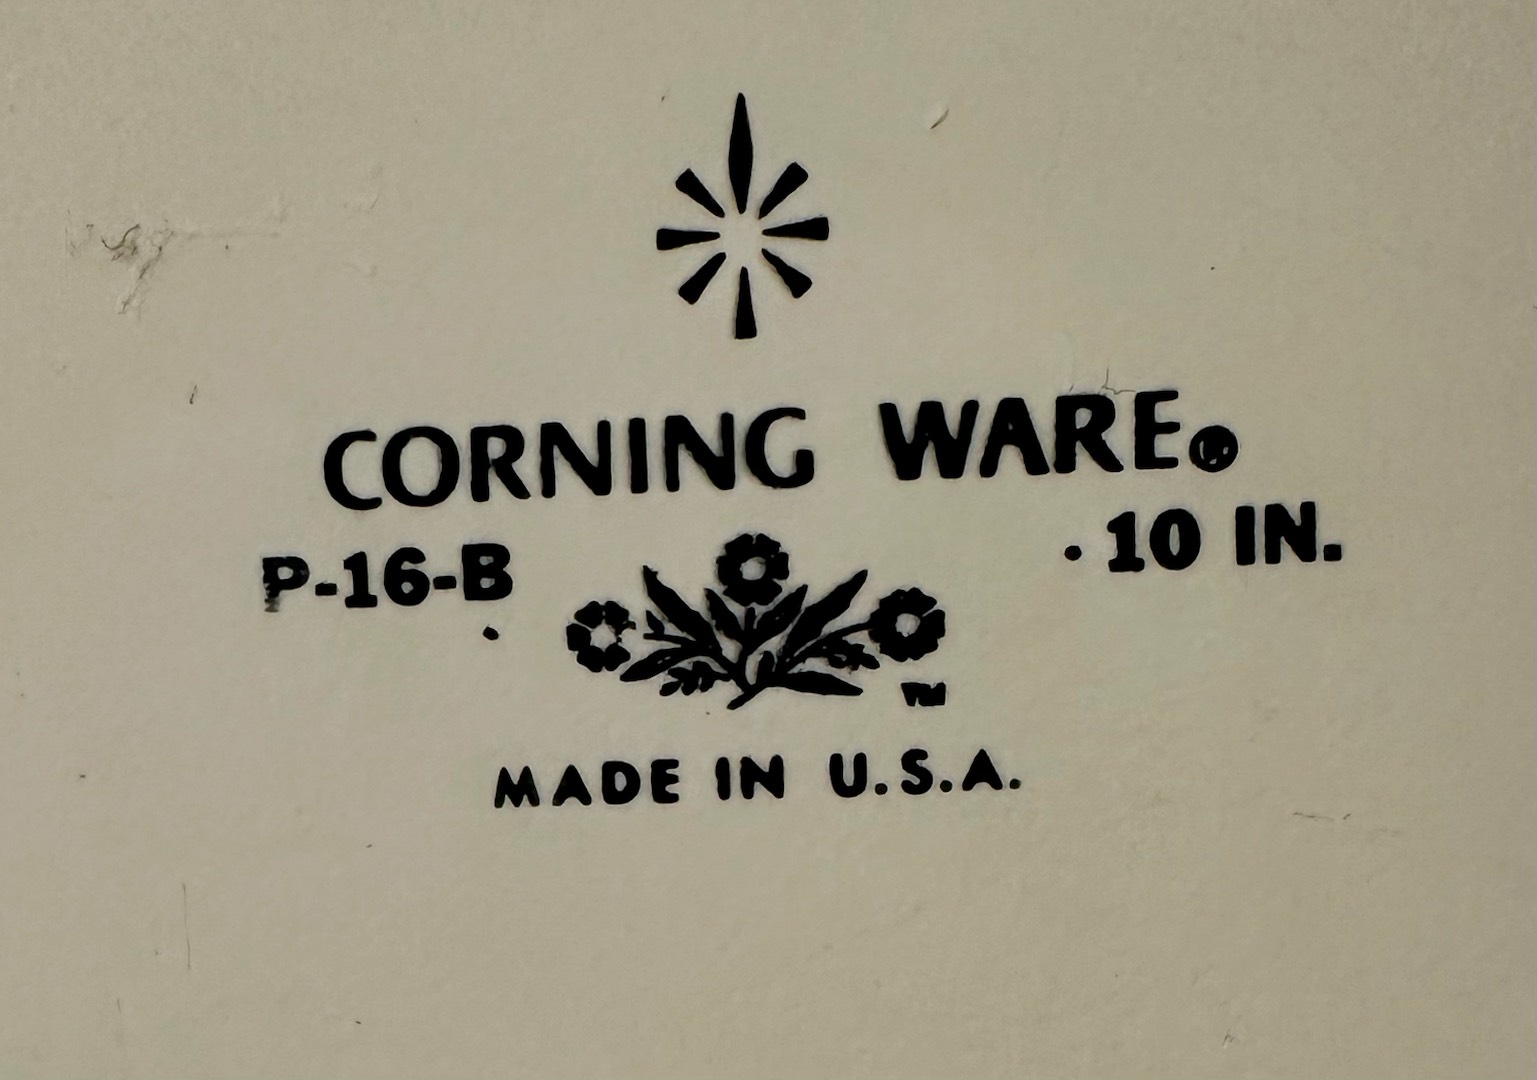 CORNING WARE®
P-16-B · 10 IN.
TM
MADE IN U.S.A.